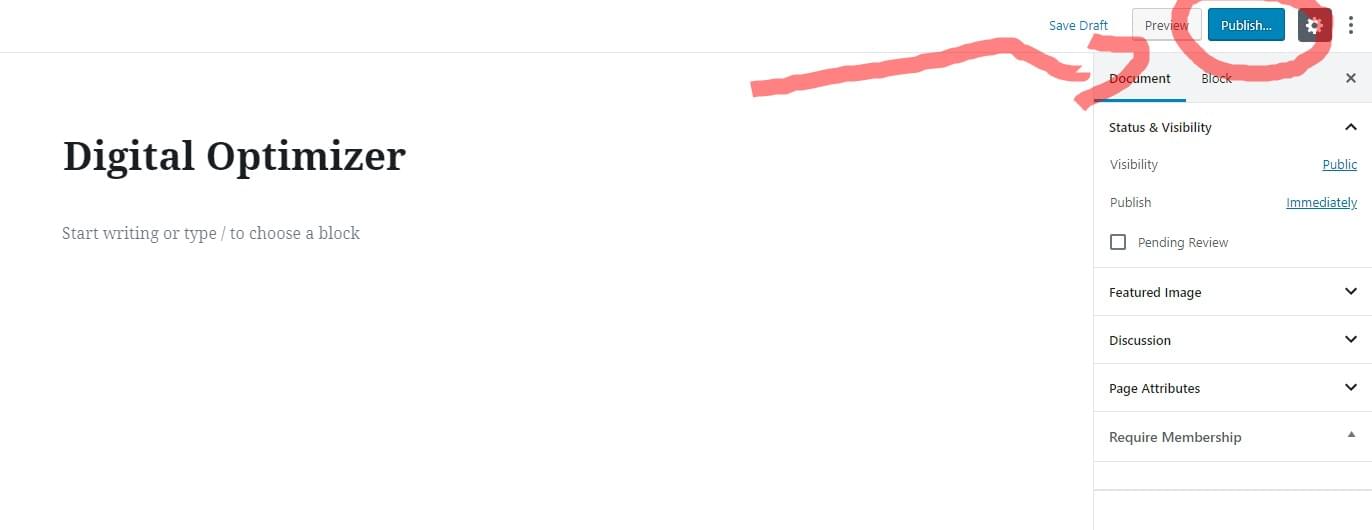 Save Draft Preview Publish...
Document Block
Digital Optimizer
Start writing or type / to choose a block
Status & Visibility
Visibility Public
Publish Immediately
Pending Review
Featured Image
Discussion
Page Attributes
Require Membership